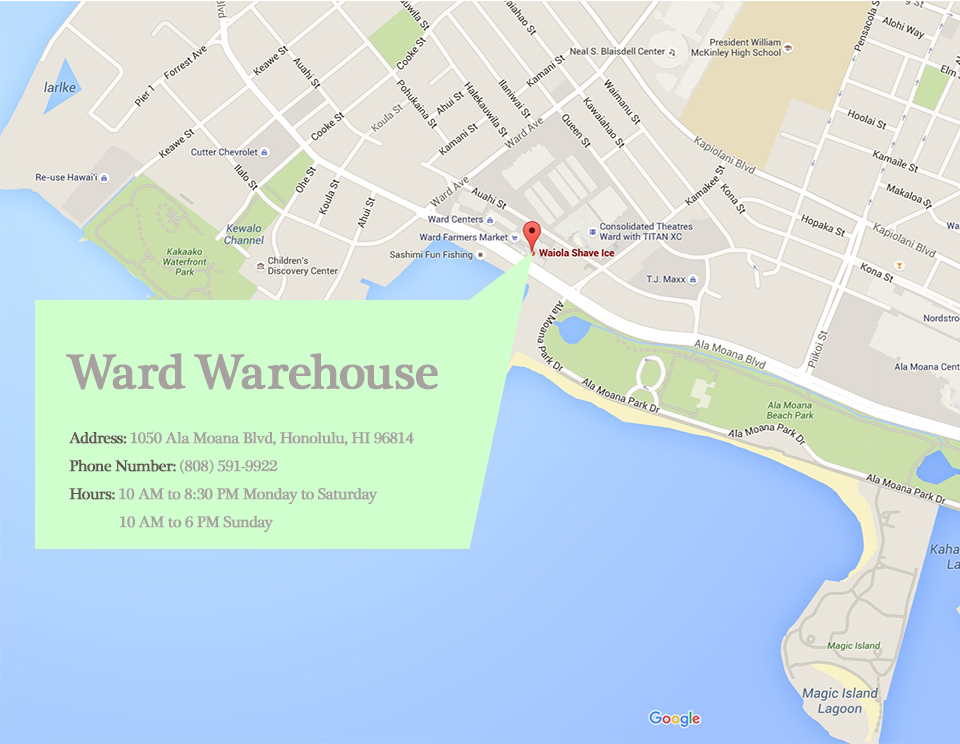 Blvd
Pensacola St
Alohi Way
Elm
waiahao St
Cooke St
Keawe St
Forrest Ave
Auahi St
Pier 1
Iarlke
Neal S. Blaisdell Center
President William
McKinley High School
Kamani St
Ilaniwai St
Halekauwila St
Ahui St
Pohukaina St
Koula St
Cooke St
Waimanu St
Kawaiahao St
Queen St
Ward Ave
Kamani St
Hoolai St
Kapiolani Blvd
Kamaile St
Makaloa St
Keawe St
Cutter Chevrolet
Ilalo St
Ohe St
Koula St
Ahui St
Re-use Hawai'i
Ward Ave
Auahi St
Kamakee St
Kona St
Hopaka St
Kapiolani Blvd
Wa
Kewalo
Channel
Kakaako
Waterfront
Park
Children's
Discovery Center
Ward Centers
Ward Farmers Market
Sashimi Fun Fishing
Waiola Shave Ice
Consolidated Theatres
Ward with TITAN XC
T.J. Maxx
Kona St
Nordstro
Piikoi St
Ala Moana Blvd
Ala Moana Cent
Ala Moana Park Dr
Ala Moana Park Dr
Ala Moana
Beach Park
Ala Moana Park Dr
Ala Moana Park Dr
Ward Warehouse
Address: 1050 Ala Moana Blvd, Honolulu, HI 96814
Phone Number: (808) 591-9922
Hours: 10 AM to 8:30 PM Monday to Saturday
10 AM to 6 PM Sunday
Kaha
La
Magic Island
Magic Island
Lagoon
Google